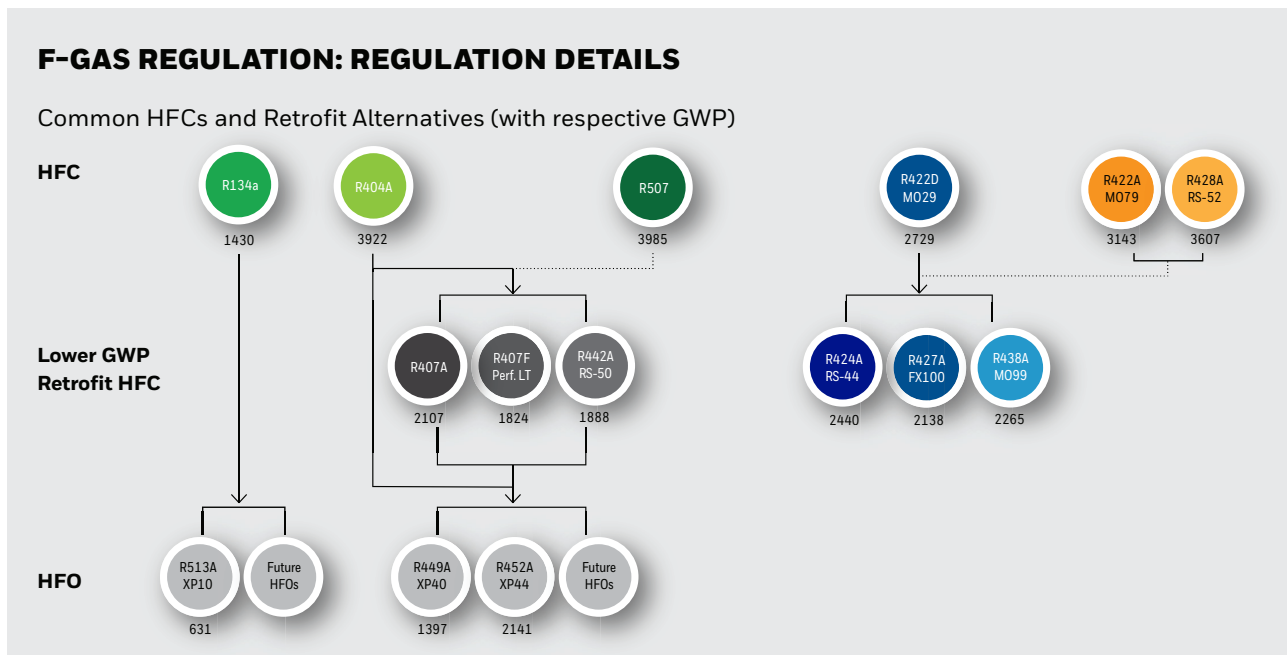 F-GAS REGULATION: REGULATION DETAILS
Common HFCs and Retrofit Alternatives (with respective GWP)
HFC
R134a
1430
R404A
3922
R507
3985
R422D
MO29
2729
R422A
MO79
3143
R428A
RS-52
3607
Lower GWP
Retrofit HFC
R407A
2107
R407F
Perf. LT
1824
R442A
RS-50
1888
R424A
RS-44
2440
R427A
FX100
2138
R438A
MO99
2265
HFO
R513A
XP10
631
Future
HFOs
R449A
XP40
1397
R452A
XP44
2141
Future
HFOs